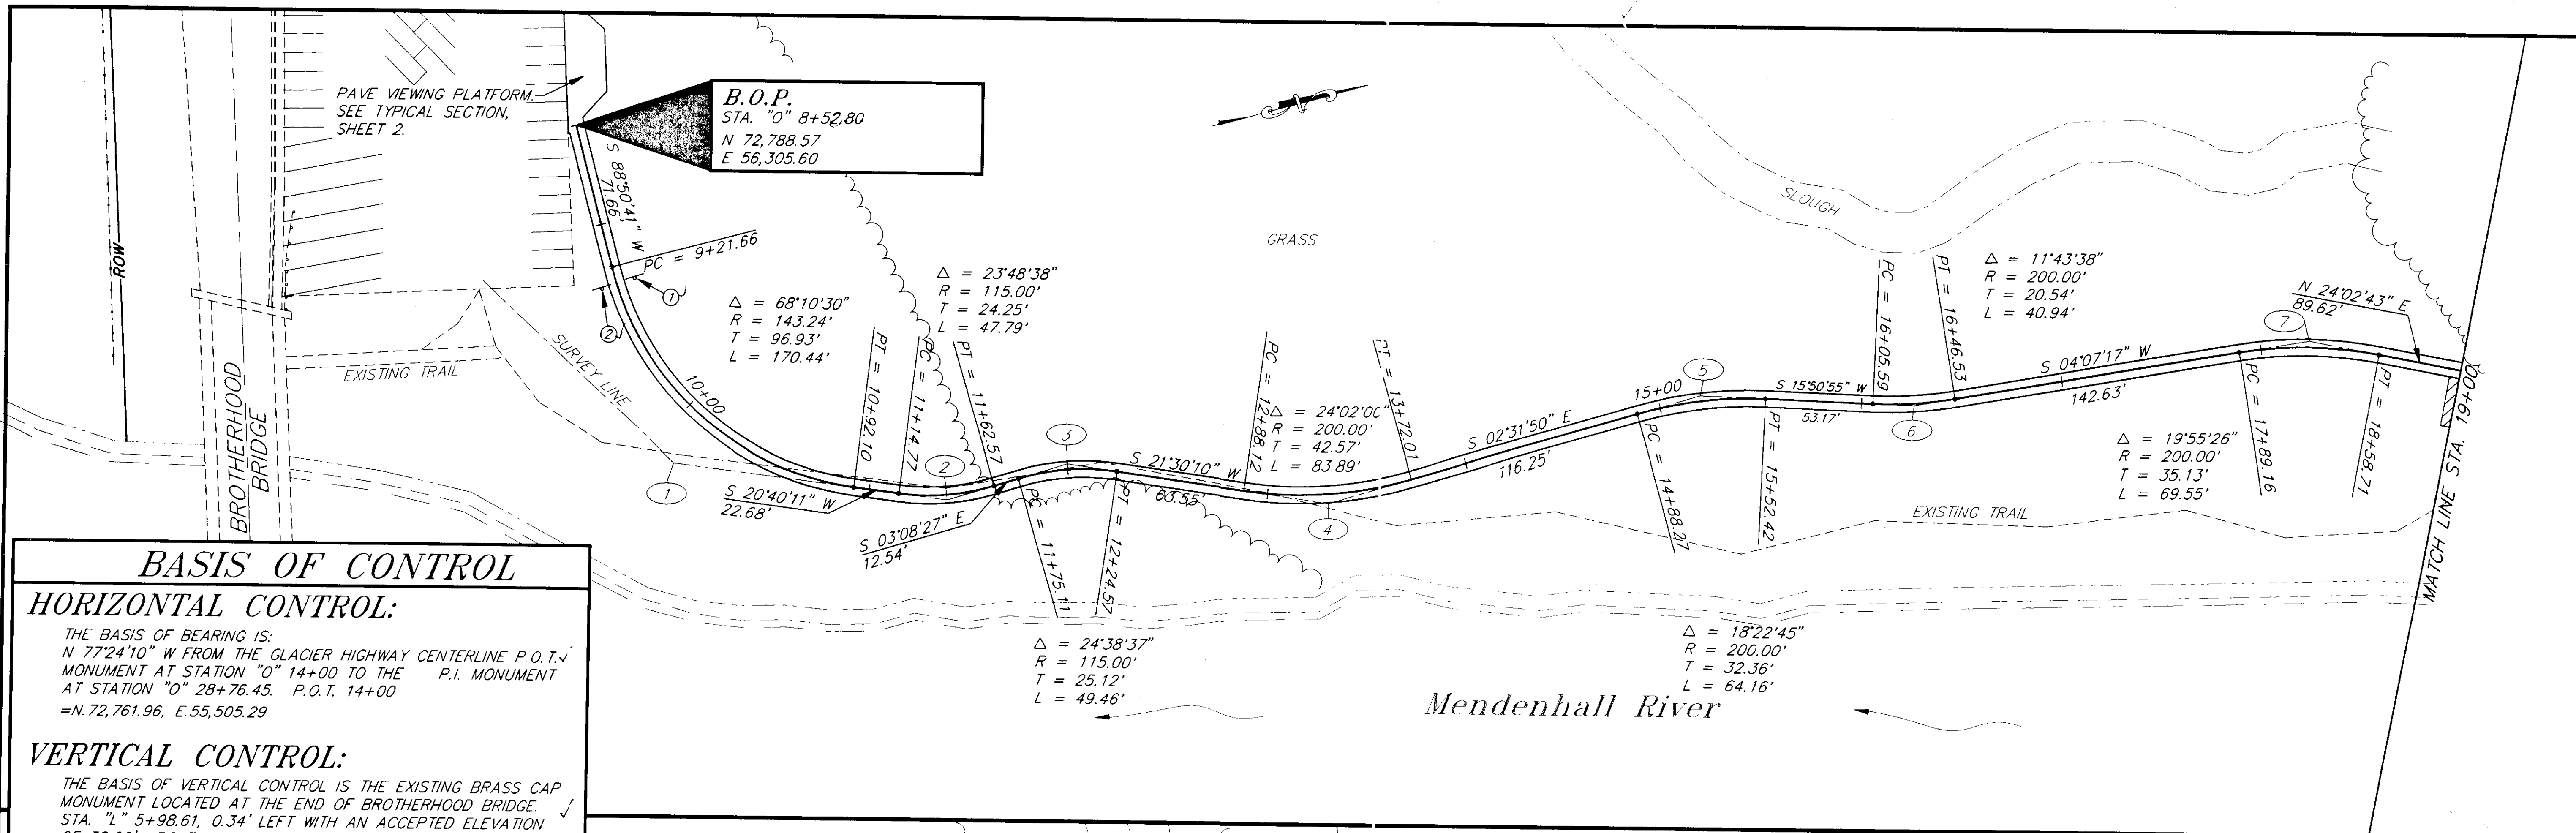 PAVE VIEWING PLATFORM.
SEE TYPICAL SECTION,
SHEET 2.
B.O.P.
STA. "O" 8+52.80
N 72,788.57
E 56,305.60
ROW
BROTHERHOOD
BRIDGE
S 88°50'41" W
71.66'
PC = 9+21.66
1
2
Δ = 68°10'30"
R = 143.24'
T = 96.93'
L = 170.44'
EXISTING TRAIL
SURVEY LINE
10+00
1
PT = 10+92.10
PC = 11+14.77
S 20°40'11" W
22.68'
Δ = 23°48'38"
R = 115.00'
T = 24.25'
L = 47.79'
2
PT = 11+62.57
S 03°08'27" E
12.54'
PC = 11+75.11
3
PT = 12+24.57
Δ = 24°38'37"
R = 115.00'
T = 25.12'
L = 49.46'
S 21°30'10" W
63.55'
GRASS
PC = 12+88.12
Δ = 24°02'00"
R = 200.00'
T = 42.57'
L = 83.89'
4
PT = 13+72.01
S 02°31'50" E
116.25'
PC = 14+88.27
15+00
5
PT = 15+52.42
Δ = 18°22'45"
R = 200.00'
T = 32.36'
L = 64.16'
S 15°50'55" W
53.17'
SLOUGH
PC = 16+05.59
6
PT = 16+46.53
Δ = 11°43'38"
R = 200.00'
T = 20.54'
L = 40.94'
S 04°07'17" W
142.63'
EXISTING TRAIL
Δ = 19°55'26"
R = 200.00'
T = 35.13'
L = 69.55'
PC = 17+89.16
7
PT = 18+58.71
N 24°02'43" E
89.62'
MATCH LINE STA. 19+00
Mendenhall River
BASIS OF CONTROL
HORIZONTAL CONTROL:
THE BASIS OF BEARING IS:
N 77°24'10" W FROM THE GLACIER HIGHWAY CENTERLINE P.O.T.
MONUMENT AT STATION "O" 14+00 TO THE P.I. MONUMENT
AT STATION "O" 28+76.45. P.O.T. 14+00
=N.72,761.96, E.55,505.29
VERTICAL CONTROL:
THE BASIS OF VERTICAL CONTROL IS THE EXISTING BRASS CAP
MONUMENT LOCATED AT THE END OF BROTHERHOOD BRIDGE.
STA. "L" 5+98.61, 0.34' LEFT WITH AN ACCEPTED ELEVATION